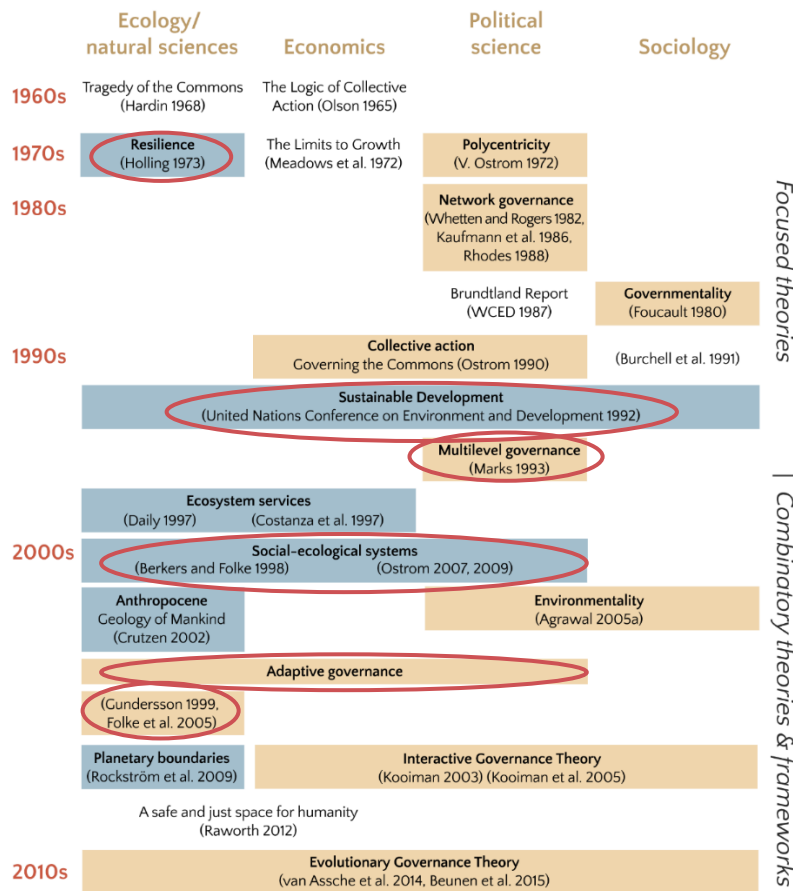 Ecology/
natural sciences
Economics
Political
science
Sociology
1960s
Tragedy of the Commons
(Hardin 1968)
The Logic of Collective
Action (Olson 1965)
1970s
Resilience
(Holling 1973)
The Limits to Growth
(Meadows et al. 1972)
Polycentricity
(V. Ostrom 1972)
1980s
Network governance
(Whetten and Rogers 1982,
Kaufmann et al. 1986,
Rhodes 1988)
Brundtland Report
(WCED 1987)
Governmentality
(Foucault 1980)
1990s
Collective action
Governing the Commons (Ostrom 1990)
(Burchell et al. 1991)
Sustainable Development
(United Nations Conference on Environment and Development 1992)
Multilevel governance
(Marks 1993)
Ecosystem services
(Daily 1997) (Costanza et al. 1997)
2000s
Social-ecological systems
(Berkers and Folke 1998) (Ostrom 2007, 2009)
Anthropocene
Geology of Mankind
(Crutzen 2002)
Environmentality
(Agrawal 2005a)
Adaptive governance
(Gundersson 1999,
Folke et al. 2005)
Planetary boundaries
(Rockström et al. 2009)
Interactive Governance Theory
(Kooiman 2003) (Kooiman et al. 2005)
A safe and just space for humanity
(Raworth 2012)
2010s
Evolutionary Governance Theory
(van Assche et al. 2014, Beunen et al. 2015)
Focused theories
| Combinatory theories & frameworks